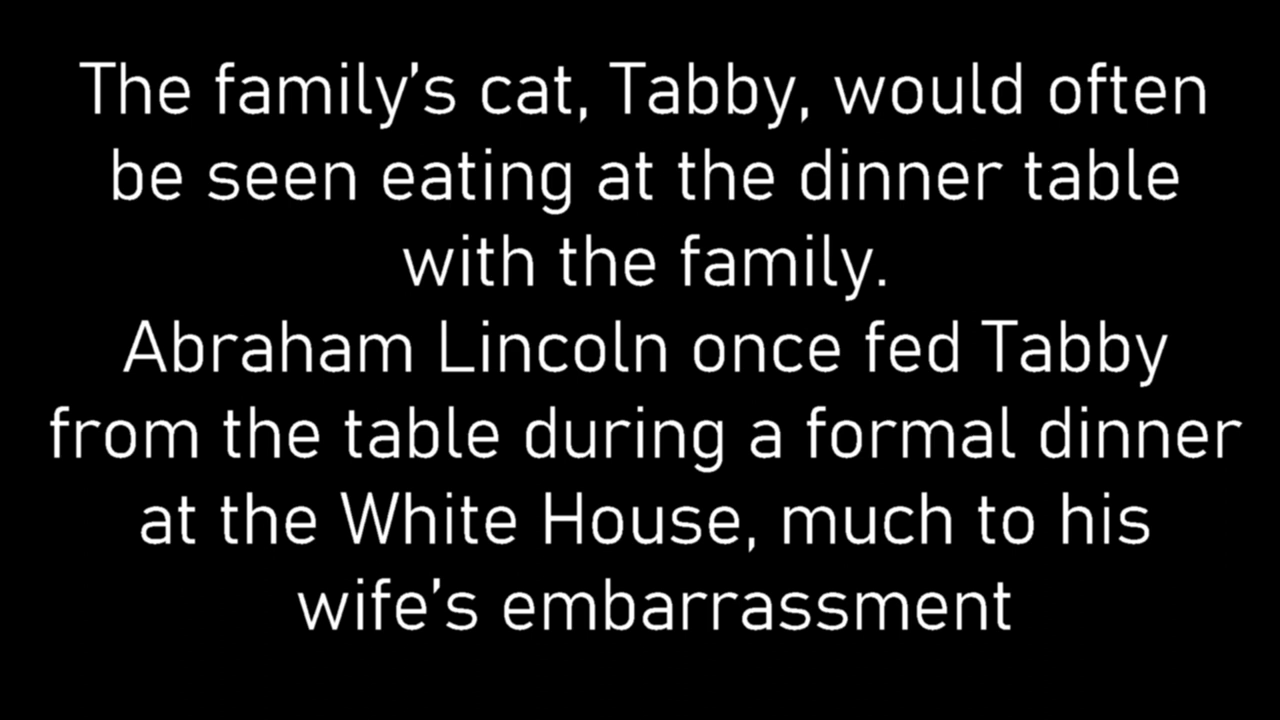 The family’s cat, Tabby, would often
be seen eating at the dinner table
with the family.
Abraham Lincoln once fed Tabby
from the table during a formal dinner
at the White House, much to his
wife’s embarrassment